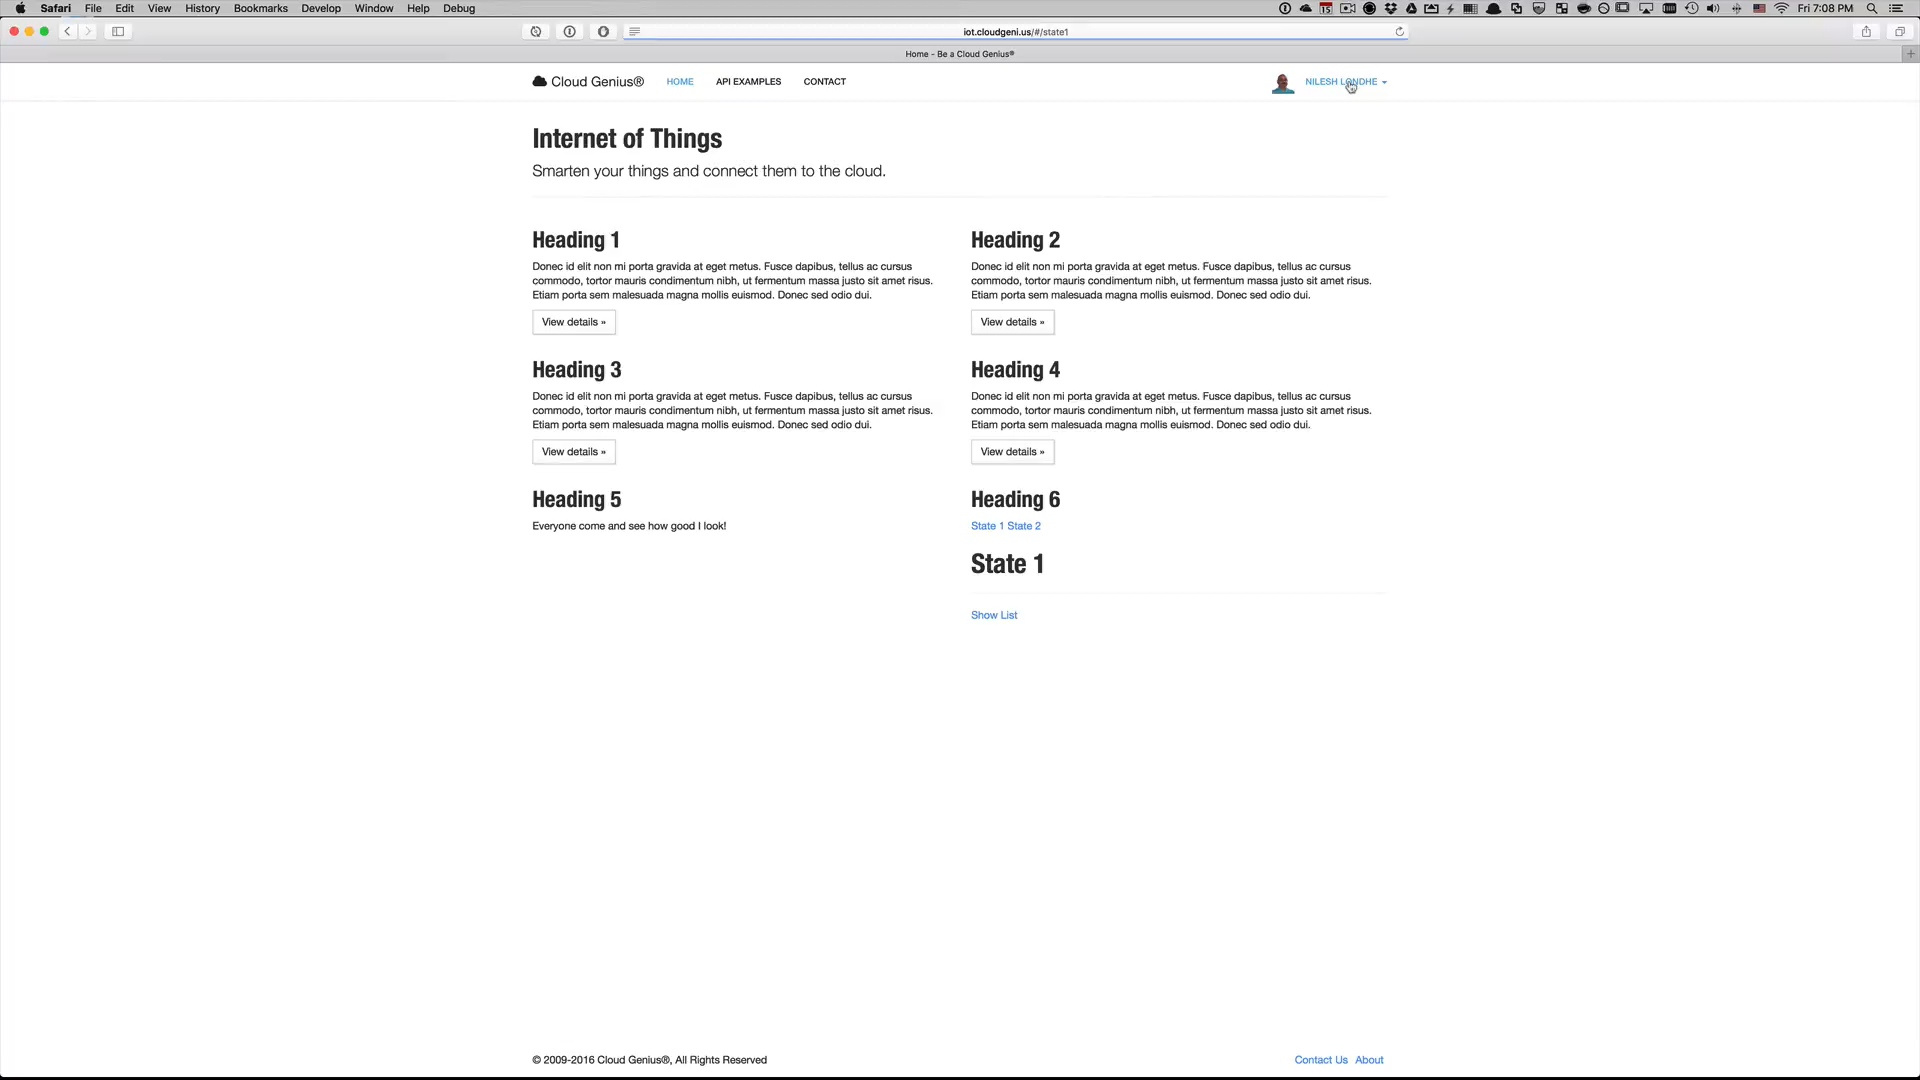 Safari File Edit View History Bookmarks Develop Window Help Debug
15
Fri 7:08 PM
iot.cloudgeni.us/#/state1
Home - Be a Cloud Genius®
Cloud Genius® HOME API EXAMPLES CONTACT
NILESH LONDHE
Internet of Things
Smarten your things and connect them to the cloud.
Heading 1
Donec id elit non mi porta gravida at eget metus. Fusce dapibus, tellus ac cursus
commodo, tortor mauris condimentum nibh, ut fermentum massa justo sit amet risus.
Etiam porta sem malesuada magna mollis euismod. Donec sed odio dui.
View details »
Heading 2
Donec id elit non mi porta gravida at eget metus. Fusce dapibus, tellus ac cursus
commodo, tortor mauris condimentum nibh, ut fermentum massa justo sit amet risus.
Etiam porta sem malesuada magna mollis euismod. Donec sed odio dui.
View details »
Heading 3
Donec id elit non mi porta gravida at eget metus. Fusce dapibus, tellus ac cursus
commodo, tortor mauris condimentum nibh, ut fermentum massa justo sit amet risus.
Etiam porta sem malesuada magna mollis euismod. Donec sed odio dui.
View details »
Heading 4
Donec id elit non mi porta gravida at eget metus. Fusce dapibus, tellus ac cursus
commodo, tortor mauris condimentum nibh, ut fermentum massa justo sit amet risus.
Etiam porta sem malesuada magna mollis euismod. Donec sed odio dui.
View details »
Heading 5
Everyone come and see how good I look!
Heading 6
State 1 State 2
State 1
Show List
© 2009-2016 Cloud Genius®, All Rights Reserved
Contact Us About